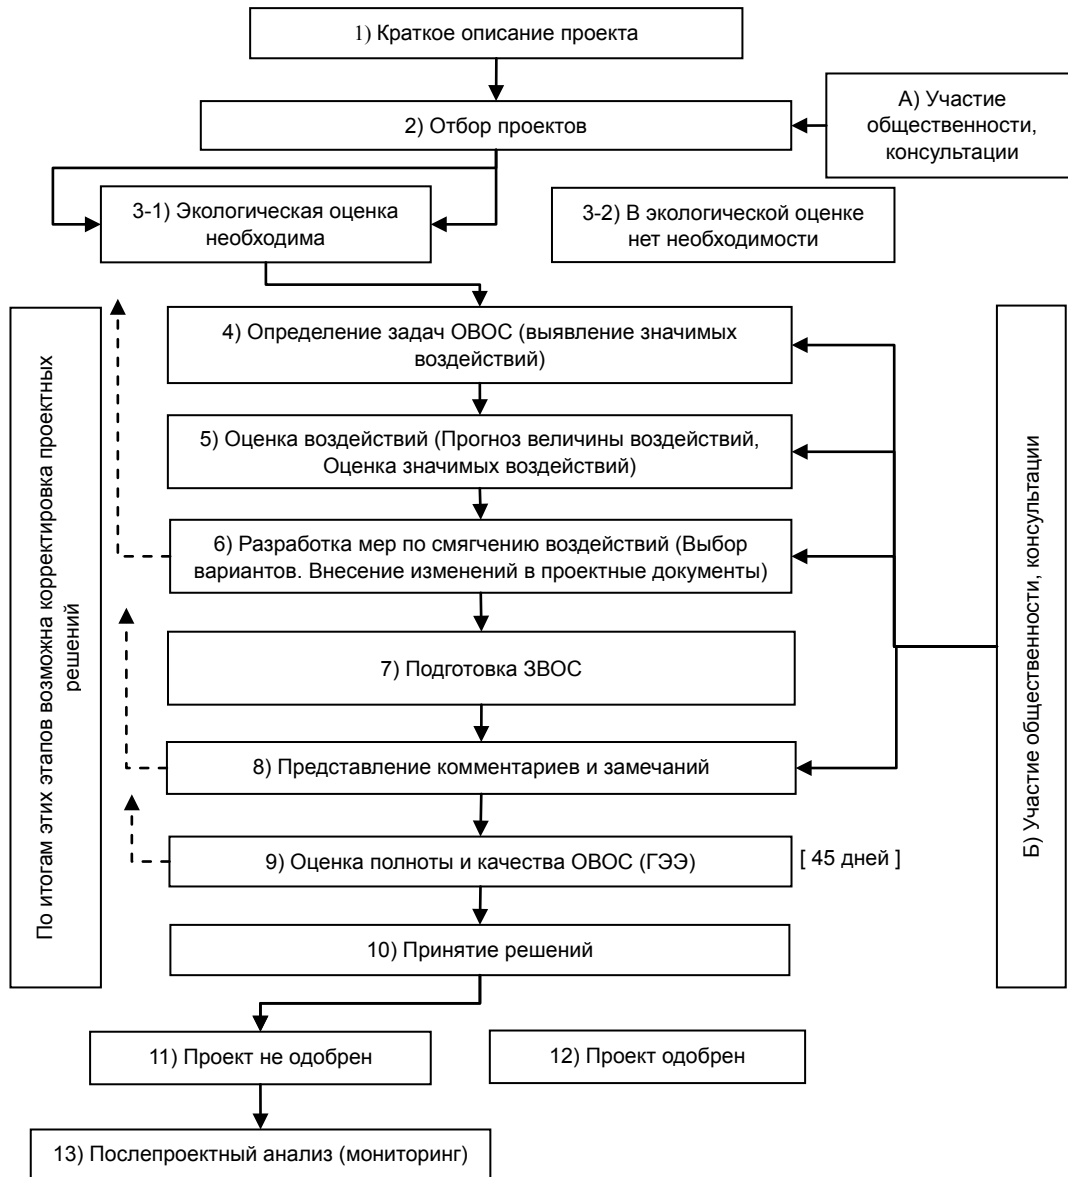 1) Краткое описание проекта
2) Отбор проектов
А) Участие
общественности,
консультации
3-1) Экологическая оценка
необходима
3-2) В экологической оценке
нет необходимости
По итогам этих этапов возможна корректировка проектных
решений
4) Определение задач ОВОС (выявление значимых
воздействий)
5) Оценка воздействий (Прогноз величины воздействий,
Оценка значимых воздействий)
6) Разработка мер по смягчению воздействий (Выбор
вариантов. Внесение изменений в проектные документы)
7) Подготовка ЗВОС
8) Представление комментариев и замечаний
9) Оценка полноты и качества ОВОС (ГЭЭ)
[ 45 дней ]
Б) Участие общественности, консультации
10) Принятие решений
11) Проект не одобрен
12) Проект одобрен
13) Послепроектный анализ (мониторинг)